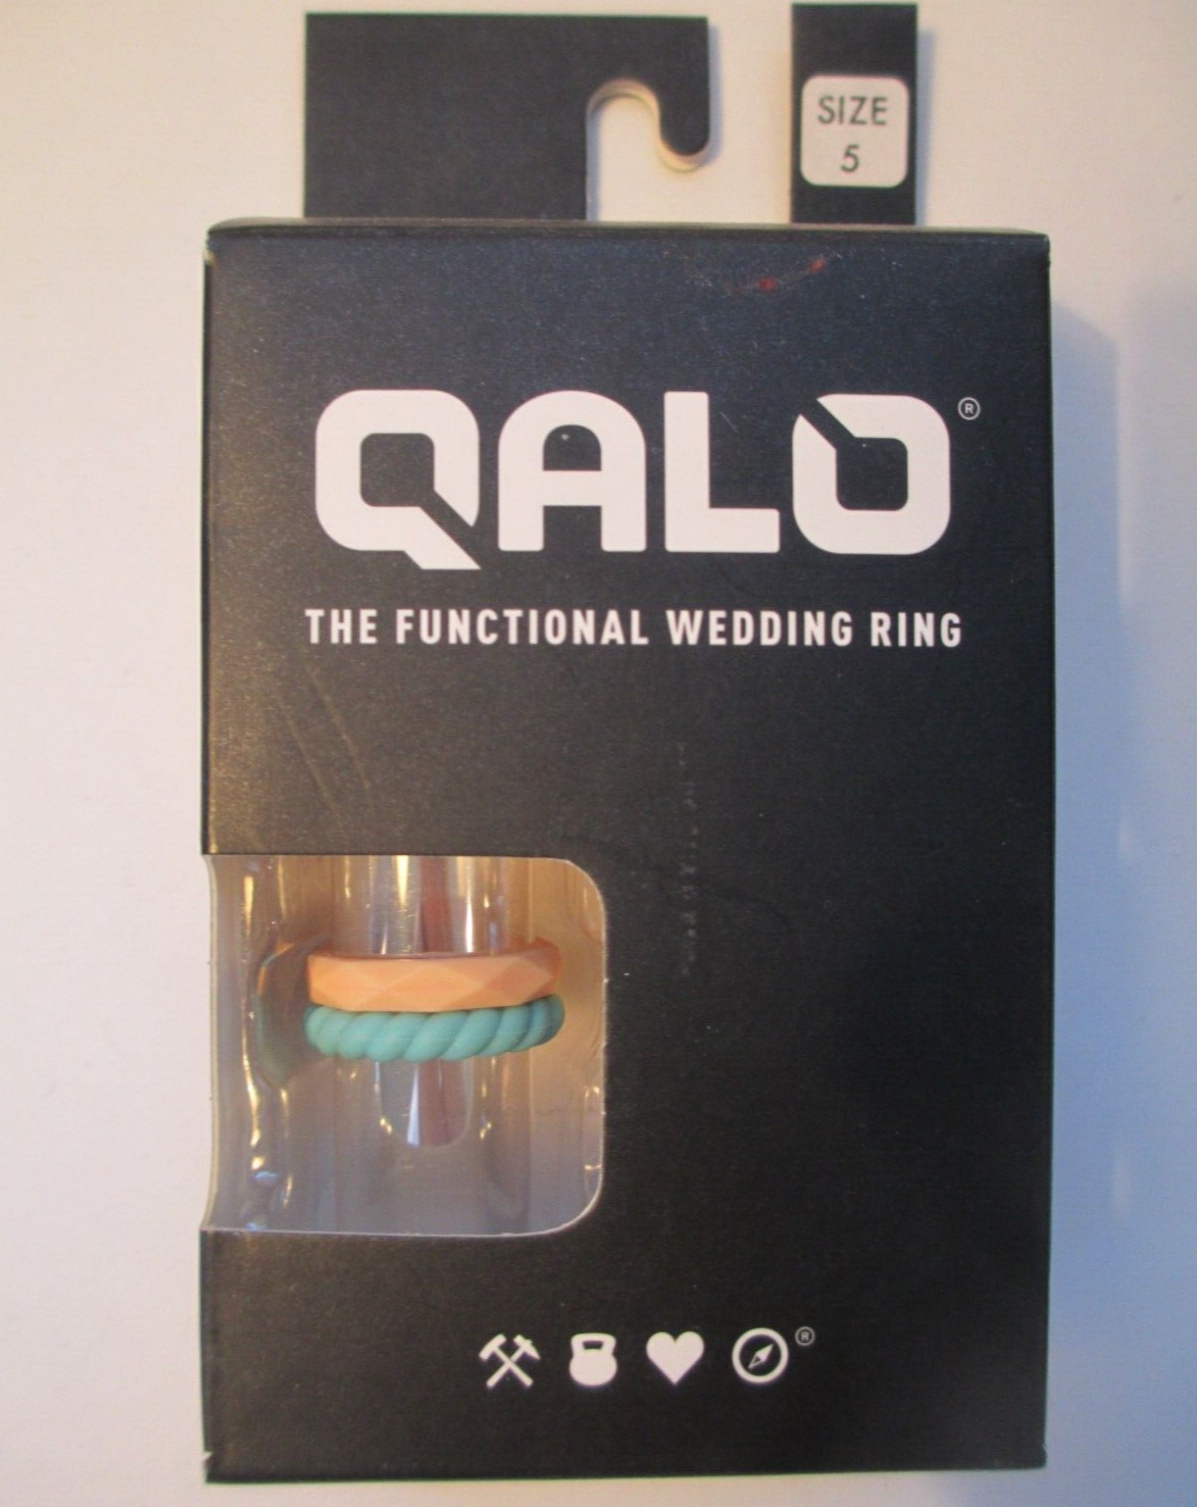 SIZE
5
QALO®
THE FUNCTIONAL WEDDING RING
®